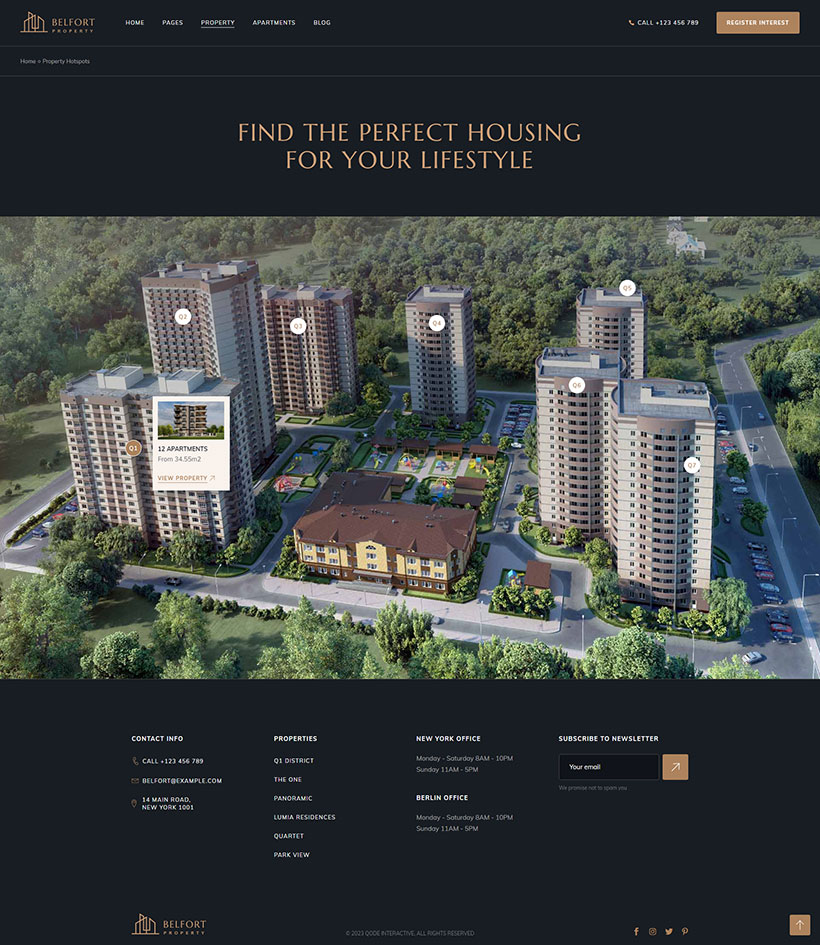 BELFORT
PROPERTY
HOME PAGES PROPERTY APARTMENTS BLOG
CALL +123 456 789
REGISTER INTEREST
Home » Property Hotspots
FIND THE PERFECT HOUSING
FOR YOUR LIFESTYLE
Q5
Q2
Q4
Q3
Q6
Q1
12 APARTMENTS
From 34.55m2
VIEW PROPERTY
Q7
CONTACT INFO
CALL +123 456 789
BELFORT@EXAMPLE.COM
14 MAIN ROAD,
NEW YORK 1001
PROPERTIES
Q1 DISTRICT
THE ONE
PANORAMIC
LUMIA RESIDENCES
QUARTET
PARK VIEW
NEW YORK OFFICE
Monday - Saturday 8AM - 10PM
Sunday 11AM - 5PM
BERLIN OFFICE
Monday - Saturday 8AM - 10PM
Sunday 11AM - 5PM
SUBSCRIBE TO NEWSLETTER
Your email
We promise not to spam you
BELFORT
PROPERTY
© 2023 QODE INTERACTIVE, ALL RIGHTS RESERVED